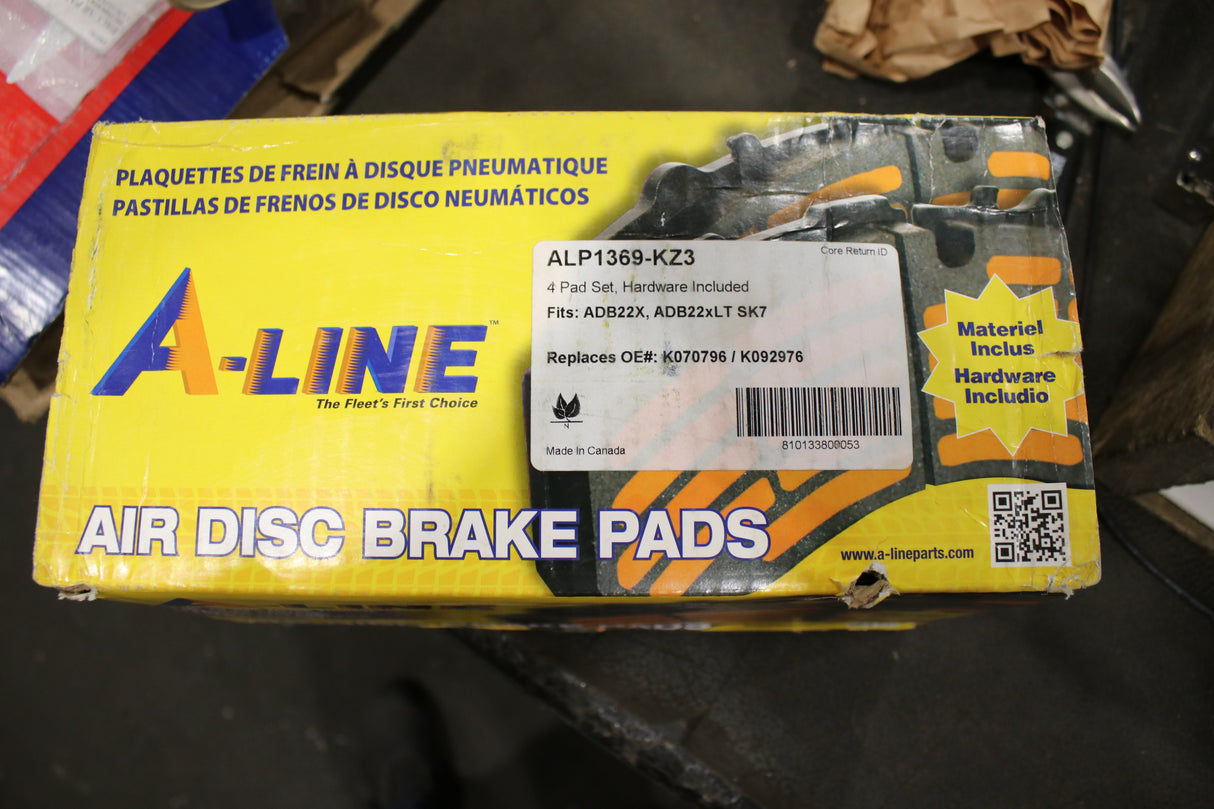 PLAQUETTES DE FREIN À DISQUE PNEUMATIQUE
PASTILLAS DE FRENOS DE DISCO NEUMÁTICOS
A-LINE™
The Fleet's First Choice
ALP1369-KZ3
Core Return ID
4 Pad Set, Hardware Included
Fits: ADB22X, ADB22xLT SK7
Replaces OE#: K070796 / K092976
N
Made In Canada
810133800053
Materiel
Inclus
Hardware
Includio
AIR DISC BRAKE PADS
www.a-lineparts.com